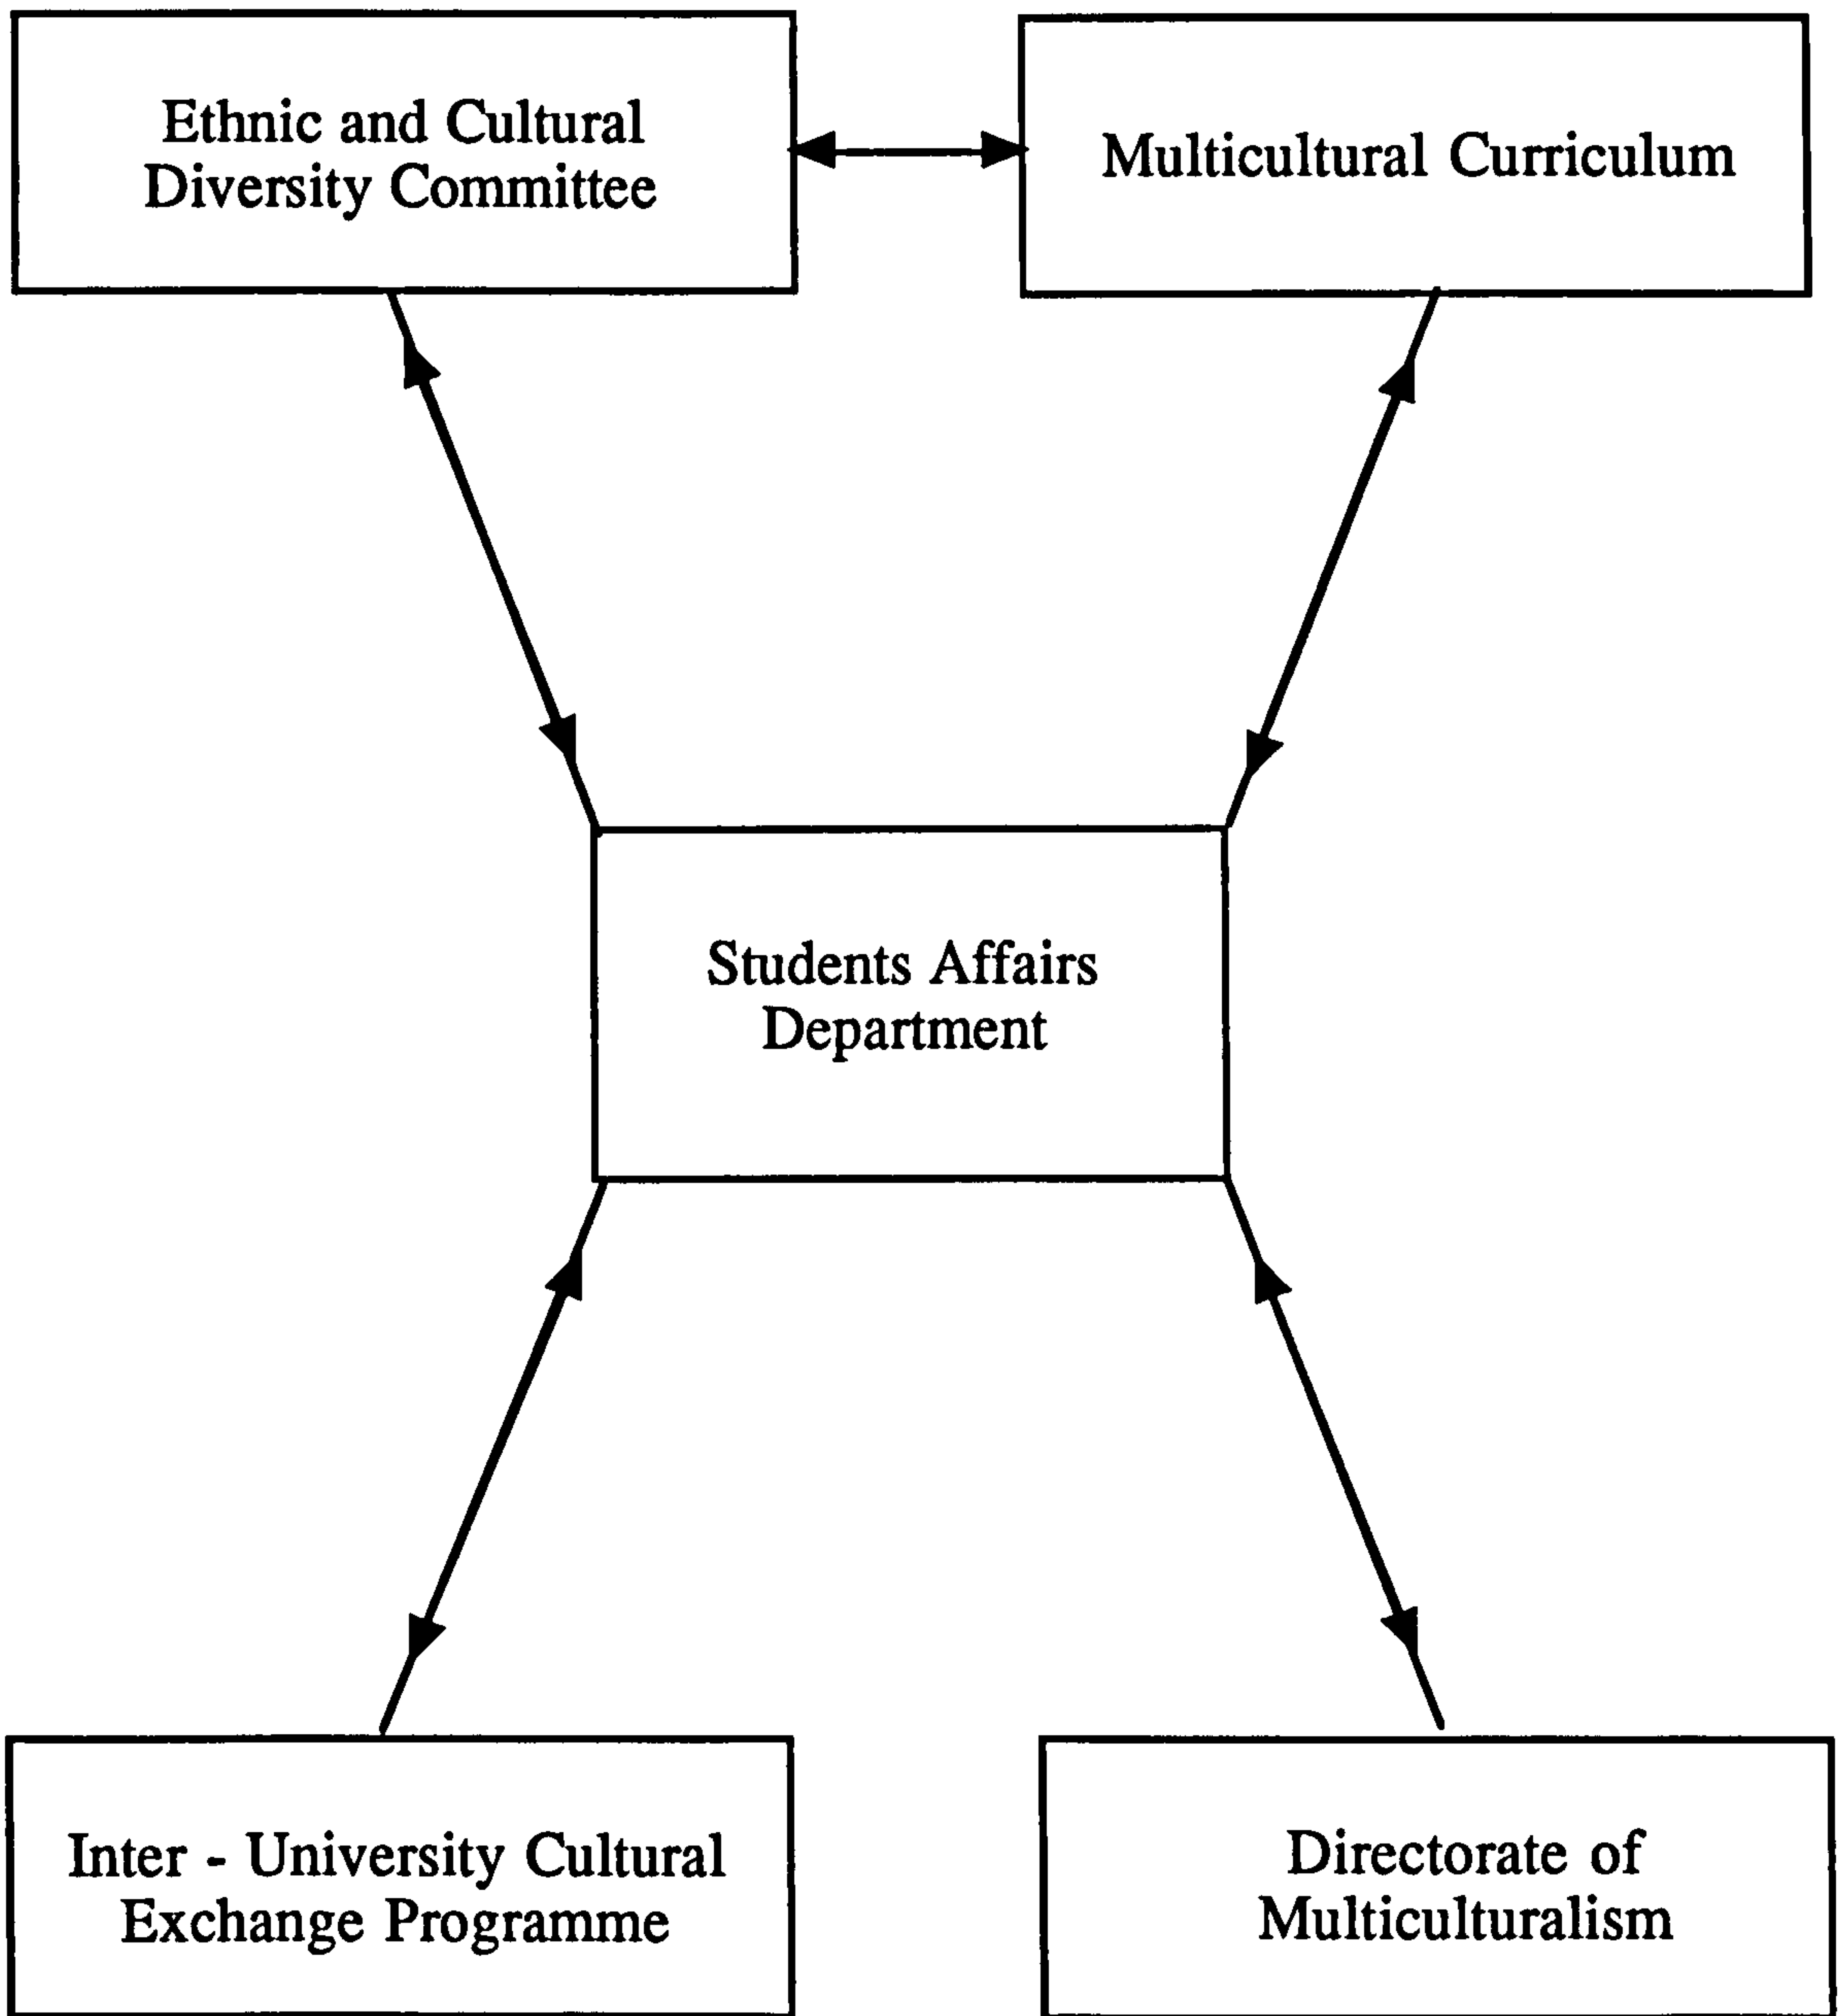 Ethnic and Cultural
Diversity Committee
Multicultural Curriculum
Students Affairs
Department
Inter - University Cultural
Exchange Programme
Directorate of
Multiculturalism